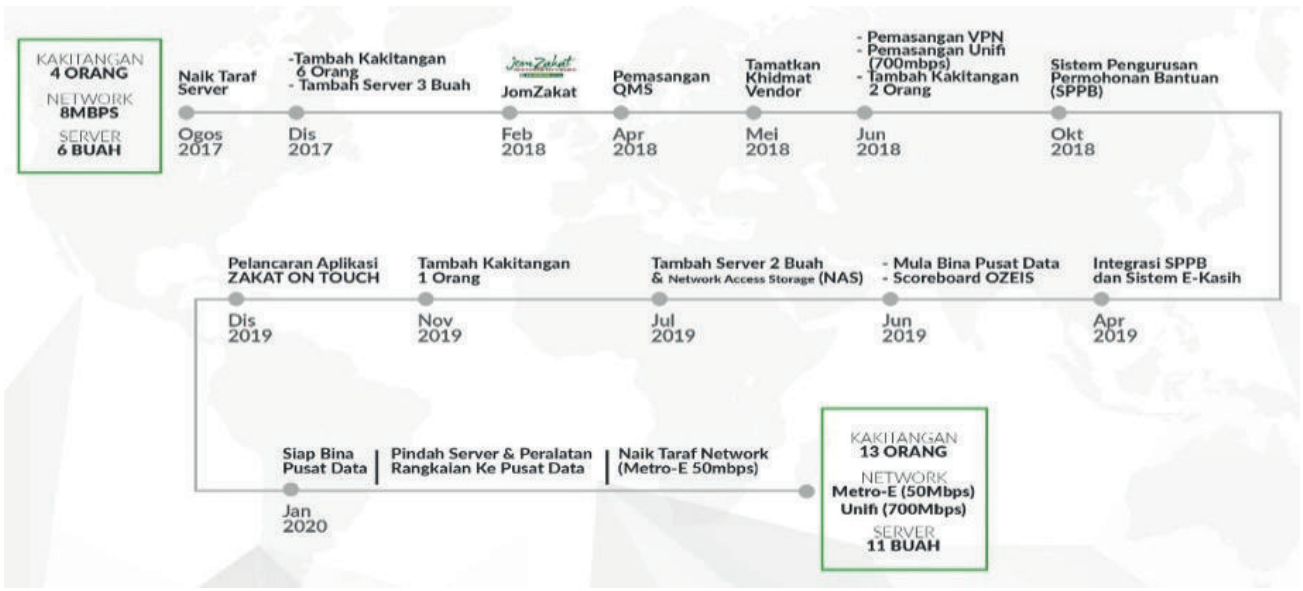 KAKITANGAN
4 ORANG
NETWORK
8MBPS
SERVER
6 BUAH
Naik Taraf
Server
Ogos
2017
-Tambah Kakitangan
6 Orang
- Tambah Server 3 Buah
Dis
2017
JomZakat
JomZakat
Feb
2018
Pemasangan
QMS
Apr
2018
Tamatkan
Khidmat
Vendor
Mei
2018
- Pemasangan VPN
- Pemasangan Unifi
(700mbps)
- Tambah Kakitangan
2 Orang
Jun
2018
Sistem Pengurusan
Permohonan Bantuan
(SPPB)
Okt
2018
Pelancaran Aplikasi
ZAKAT ON TOUCH
Dis
2019
Tambah Kakitangan
1 Orang
Nov
2019
Tambah Server 2 Buah
& Network Access Storage (NAS)
Jul
2019
- Mula Bina Pusat Data
- Scoreboard OZEIS
Jun
2019
Integrasi SPPB
dan Sistem E-Kasih
Apr
2019
Siap Bina
Pusat Data
Jan
2020
Pindah Server & Peralatan
Rangkaian Ke Pusat Data
Naik Taraf Network
(Metro-E 50mbps)
KAKITANGAN
13 ORANG
NETWORK
Metro-E (50Mbps)
Unifi (700Mbps)
SERVER
11 BUAH